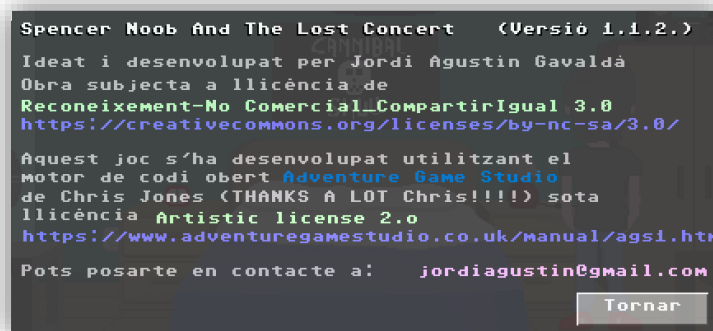 Spencer Noob And The Lost Concert (Versió 1.1.2.)
CANNIBAL
Ideat i desenvolupat per Jordi Agustin Gavaldà
Obra subjecta a llicència de
Reconeixement-No Comercial_CompartirIgual 3.0
https://creativecommons.org/licenses/by-nc-sa/3.0/
Aquest joc s'ha desenvolupat utilitzant el
motor de codi obert Adventure Game Studio
de Chris Jones (THANKS A LOT Chris!!!!) sota
llicència Artistic license 2.o
https://www.adventuregamestudio.co.uk/manual/ags1.htm
Pots posarte en contacte a: jordiagustin@gmail.com
Tornar